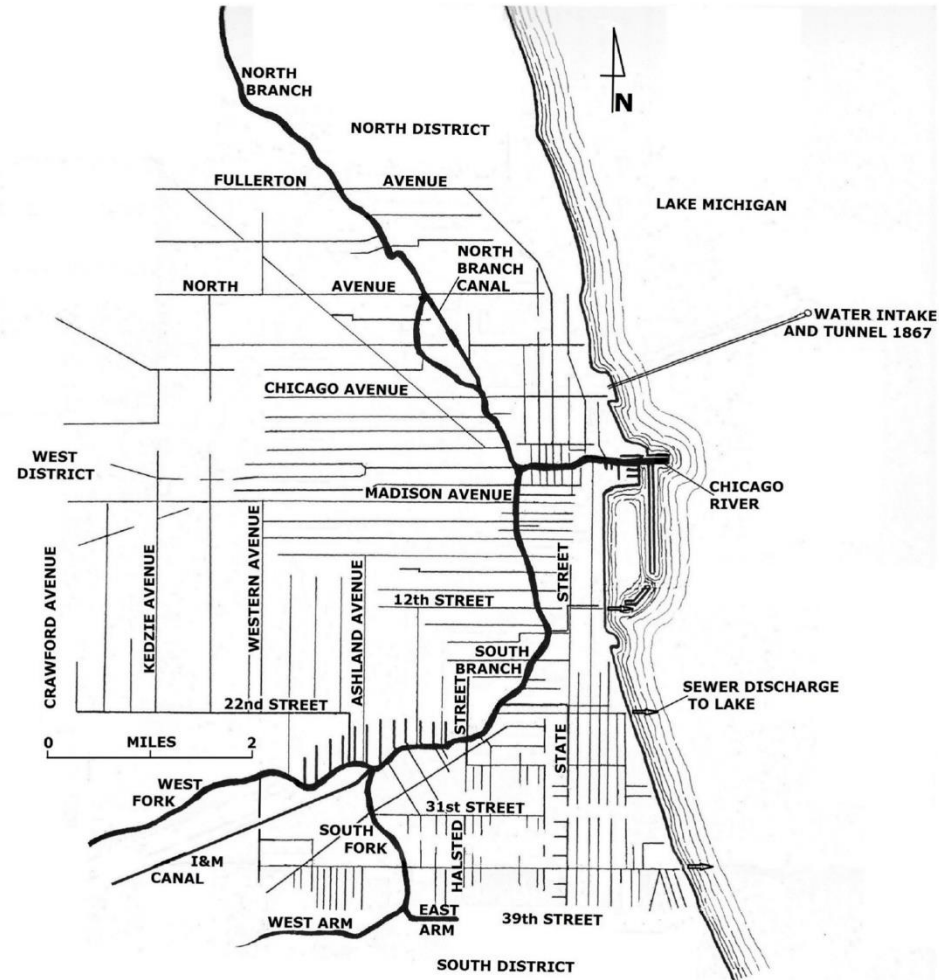 NORTH
BRANCH
N
NORTH DISTRICT
FULLERTON AVENUE
LAKE MICHIGAN
NORTH
BRANCH
CANAL
NORTH AVENUE
WATER INTAKE
AND TUNNEL 1867
CHICAGO AVENUE
WEST
DISTRICT
MADISON AVENUE
CHICAGO
RIVER
CRAWFORD AVENUE
KEDZIE AVENUE
WESTERN AVENUE
ASHLAND AVENUE
STREET
12th STREET
SOUTH
BRANCH
SEWER DISCHARGE
TO LAKE
22nd STREET
STREET
STATE
0 MILES 2
WEST
FORK
31st STREET
SOUTH
FORK
HALSTED
I&M
CANAL
WEST ARM
EAST
ARM
39th STREET
SOUTH DISTRICT